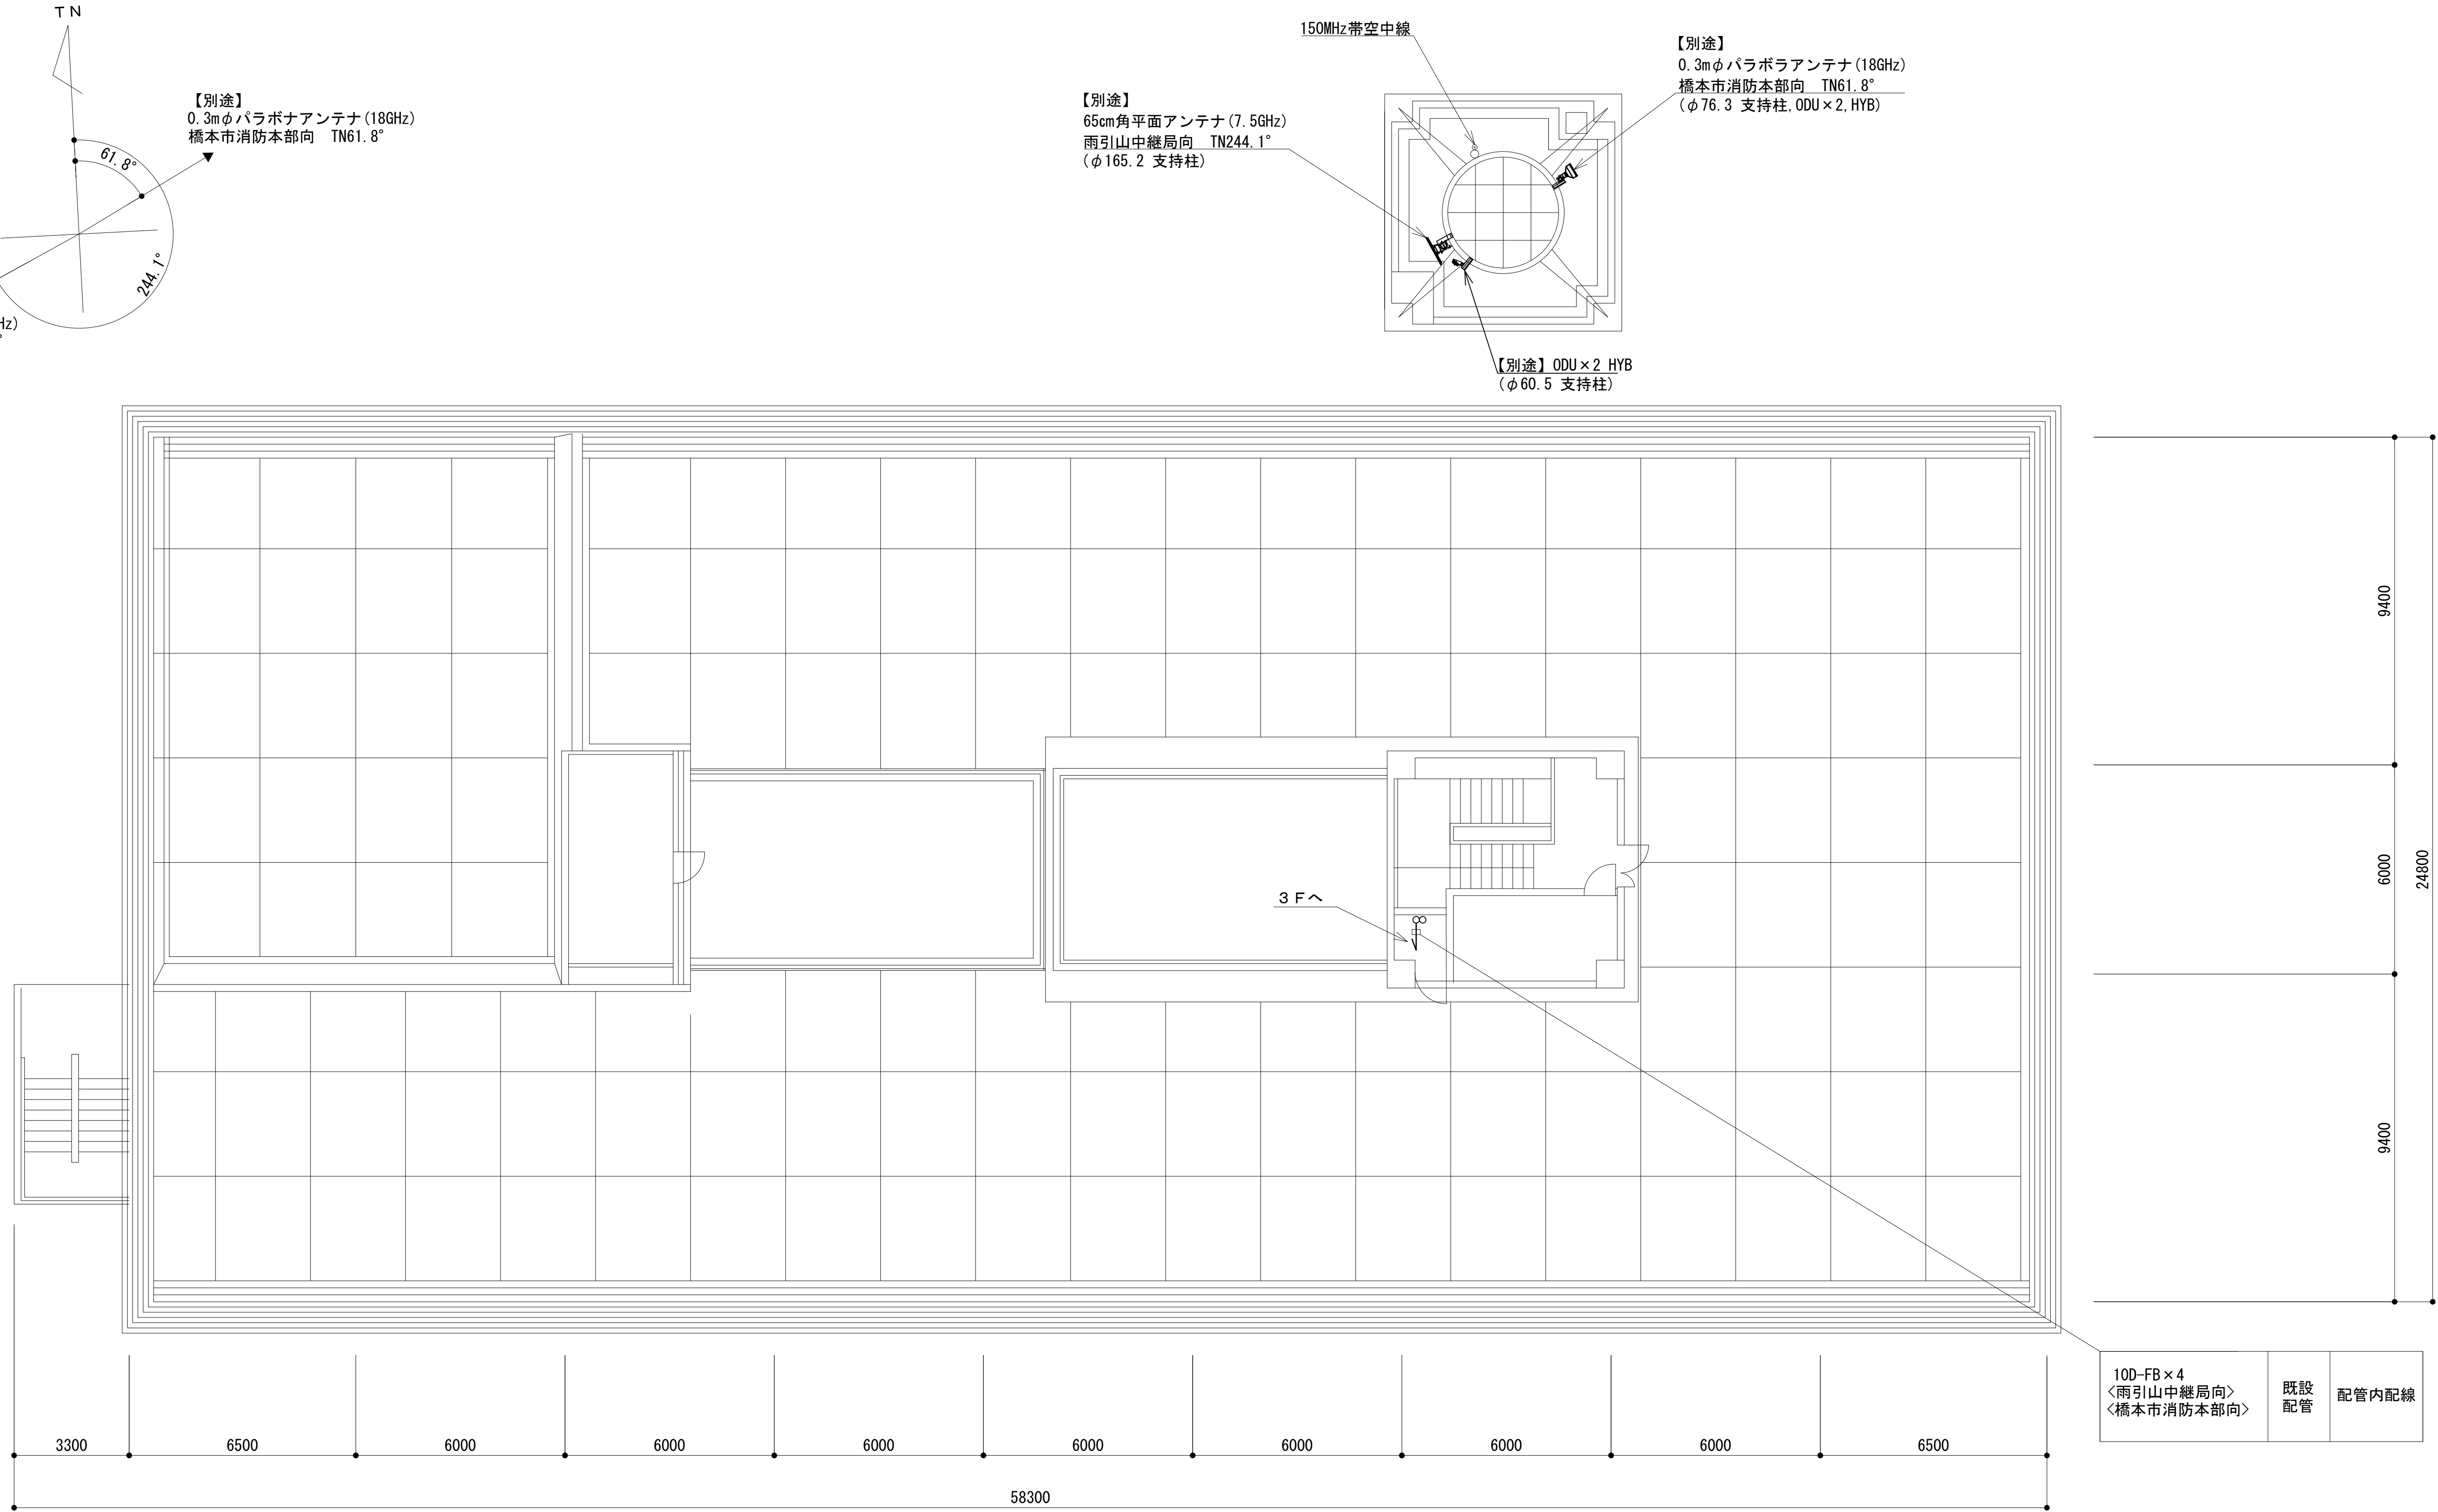 ＴＮ
【別途】
0.3mφパラボナアンテナ(18GHz)
橋本市消防本部向　TN61.8°
61.8°
244.1°
Hz)
°
150MHz帯空中線
【別途】
65cm角平面アンテナ(7.5GHz)
雨引山中継局向　TN244.1°
(φ165.2 支持柱)
【別途】
0.3mφパラボラアンテナ(18GHz)
橋本市消防本部向　TN61.8°
(φ76.3 支持柱,ODU×2,HYB)
【別途】ODU×2 HYB
(φ60.5 支持柱)
３Ｆへ
9400
6000
9400
24800
10D-FB×4
<雨引山中継局向>
<橋本市消防本部向>
既設
配管
配管内配線
3300
6500
6000
6000
6000
6000
6000
6000
6000
6500
58300